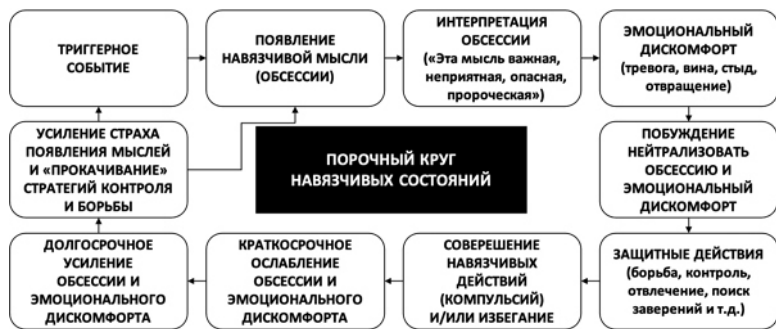 ТРИГГЕРНОЕ
СОБЫТИЕ
ПОЯВЛЕНИЕ
НАВЯЗЧИВОЙ МЫСЛИ
(ОБСЕССИИ)
ИНТЕРПРЕТАЦИЯ
ОБСЕССИИ
(«Эта мысль важная,
неприятная, опасная,
пророческая»)
ЭМОЦИОНАЛЬНЫЙ
ДИСКОМФОРТ
(тревога, вина, стыд,
отвращение)
УСИЛЕНИЕ СТРАХА
ПОЯВЛЕНИЯ МЫСЛЕЙ
И «ПРОКАЧИВАНИЕ»
СТРАТЕГИЙ КОНТРОЛЯ
И БОРЬБЫ
ПОРОЧНЫЙ КРУГ
НАВЯЗЧИВЫХ СОСТОЯНИЙ
ПОБУЖДЕНИЕ
НЕЙТРАЛИЗОВАТЬ
ОБСЕССИЮ И
ЭМОЦИОНАЛЬНЫЙ
ДИСКОМФОРТ
ДОЛГОСРОЧНОЕ
УСИЛЕНИЕ
ОБСЕССИИ И
ЭМОЦИОНАЛЬНОГО
ДИСКОМФОРТА
КРАТКОСРОЧНОЕ
ОСЛАБЛЕНИЕ
ОБСЕССИИ И
ЭМОЦИОНАЛЬНОГО
ДИСКОМФОРТА
СОВЕРЕШЕНИЕ
НАВЯЗЧИВЫХ
ДЕЙСТВИЙ
(КОМПУЛЬСИЙ)
И/ИЛИ ИЗБЕГАНИЕ
ЗАЩИТНЫЕ ДЕЙСТВИЯ
(борьба, контроль,
отвлечение, поиск
заверений и т.д.)